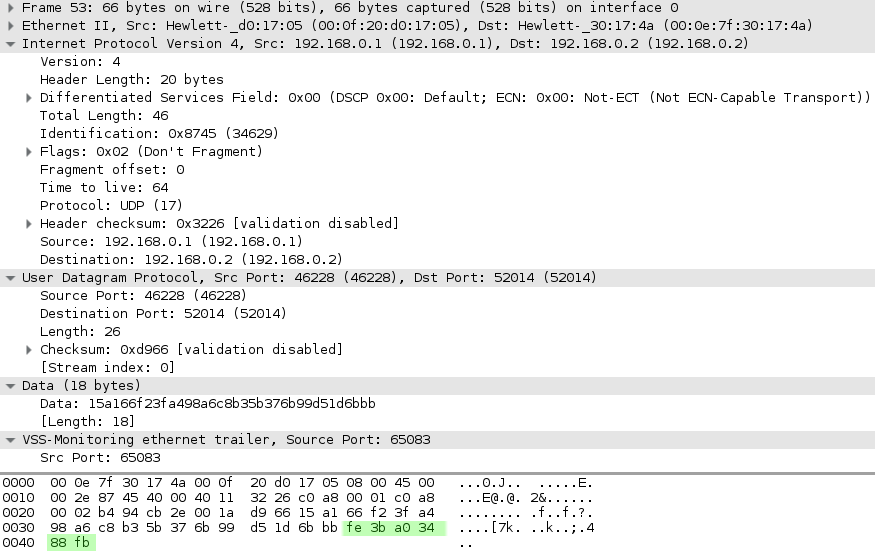 Frame 53: 66 bytes on wire (528 bits), 66 bytes captured (528 bits) on interface 0
Ethernet II, Src: Hewlett-_d0:17:05 (00:0f:20:d0:17:05), Dst: Hewlett-_30:17:4a (00:0e:7f:30:17:4a)
Internet Protocol Version 4, Src: 192.168.0.1 (192.168.0.1), Dst: 192.168.0.2 (192.168.0.2)
Version: 4
Header Length: 20 bytes
Differentiated Services Field: 0x00 (DSCP 0x00: Default; ECN: 0x00: Not-ECT (Not ECN-Capable Transport))
Total Length: 46
Identification: 0x8745 (34629)
Flags: 0x02 (Don't Fragment)
Fragment offset: 0
Time to live: 64
Protocol: UDP (17)
Header checksum: 0x3226 [validation disabled]
Source: 192.168.0.1 (192.168.0.1)
Destination: 192.168.0.2 (192.168.0.2)
User Datagram Protocol, Src Port: 46228 (46228), Dst Port: 52014 (52014)
Source Port: 46228 (46228)
Destination Port: 52014 (52014)
Length: 26
Checksum: 0xd966 [validation disabled]
[Stream index: 0]
Data (18 bytes)
Data: 15a166f23fa498a6c8b35b376b99d51d6bbb
[Length: 18]
VSS-Monitoring ethernet trailer, Source Port: 65083
Src Port: 65083
0000 00 0e 7f 30 17 4a 00 0f 20 d0 17 05 08 00 45 00 ...0.J.. .....E.
0010 00 2e 87 45 40 00 40 11 32 26 c0 a8 00 01 c0 a8 ...E@.@. 2&......
0020 00 02 b4 94 cb 2e 00 1a d9 66 15 a1 66 f2 3f a4 ........ .f..f.?.
0030 98 a6 c8 b3 5b 37 6b 99 d5 1d 6b bb fe 3b a0 34 ....[7k. ..k..;.4
0040 88 fb ..